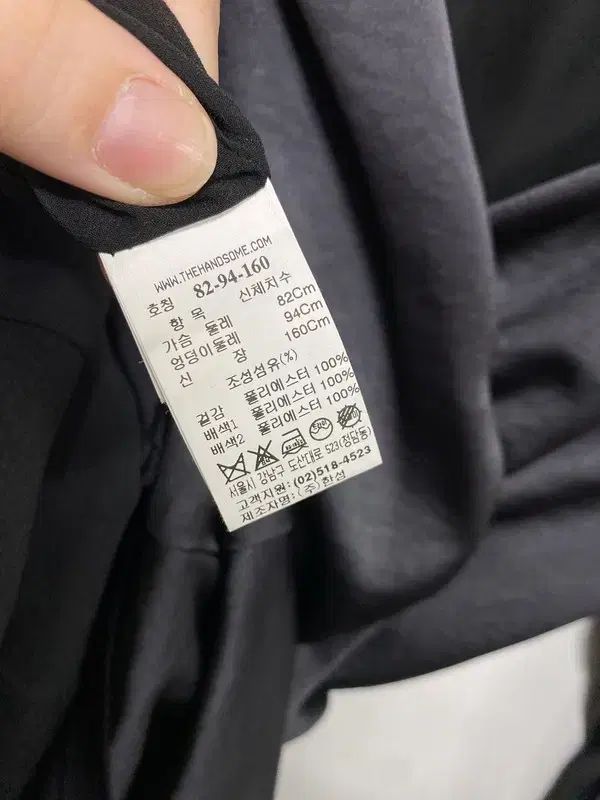 WWW.THEHANDSOME.COM
호칭 82-94-160
항 목 신체치수
가슴 둘레 82Cm
엉덩이둘레 94Cm
신 장 160Cm
조성섬유(%)
겉감 폴리에스터 100%
배색1 폴리에스터 100%
배색2 폴리에스터 100%
서울시 강남구 도산대로 523(청담동)
고객지원: (02)518-4523
제조자명: (주)한섬